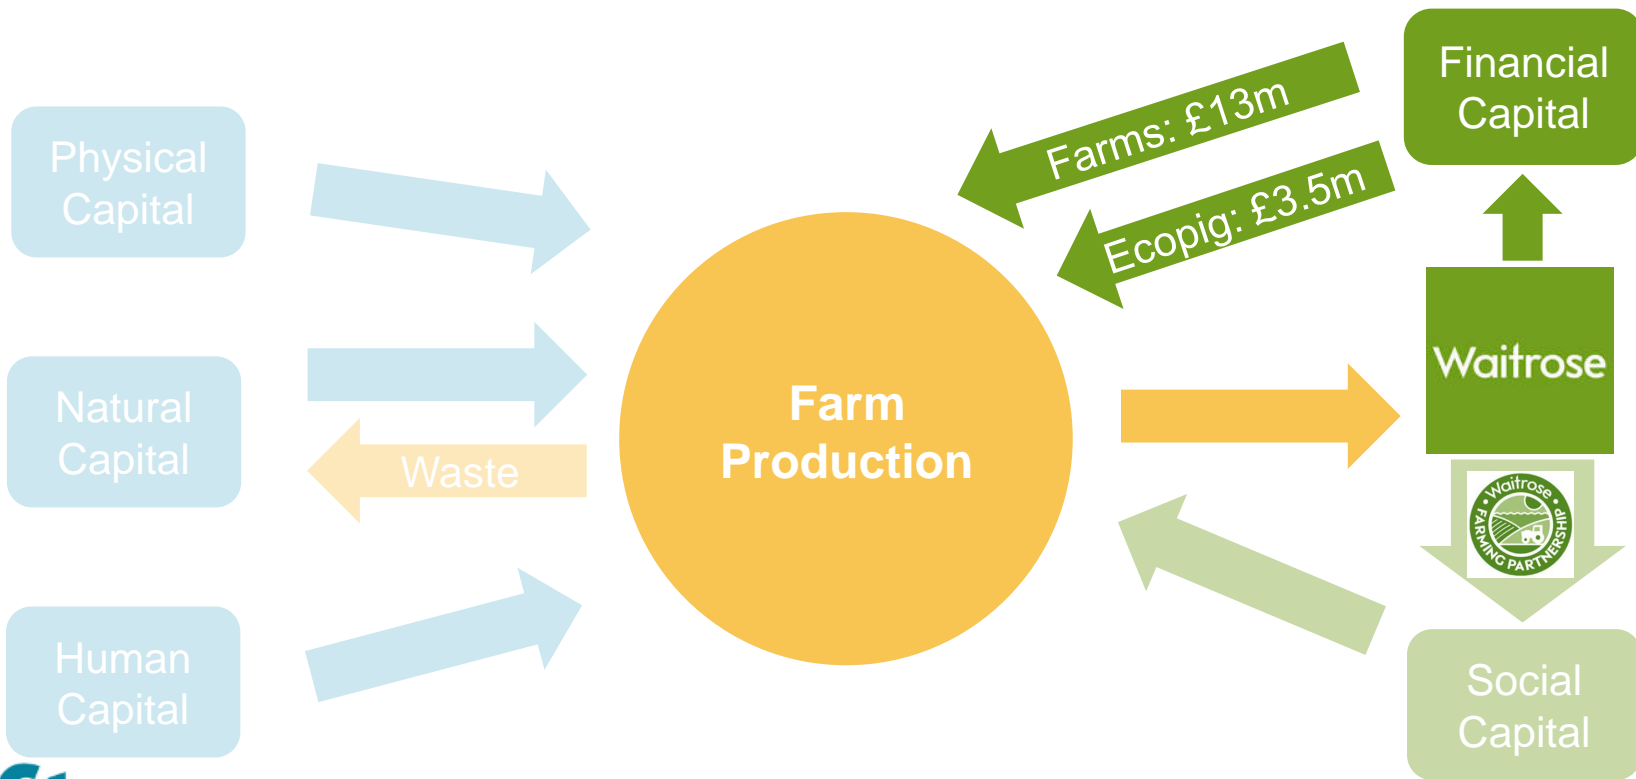 Financial
Capital
Farms: £13m
Physical
Capital
Ecopig: £3.5m
Waitrose
Farm
Production
Natural
Capital
Waste
Waitrose
FARMING PARTNERSHIP
Human
Capital
Social
Capital